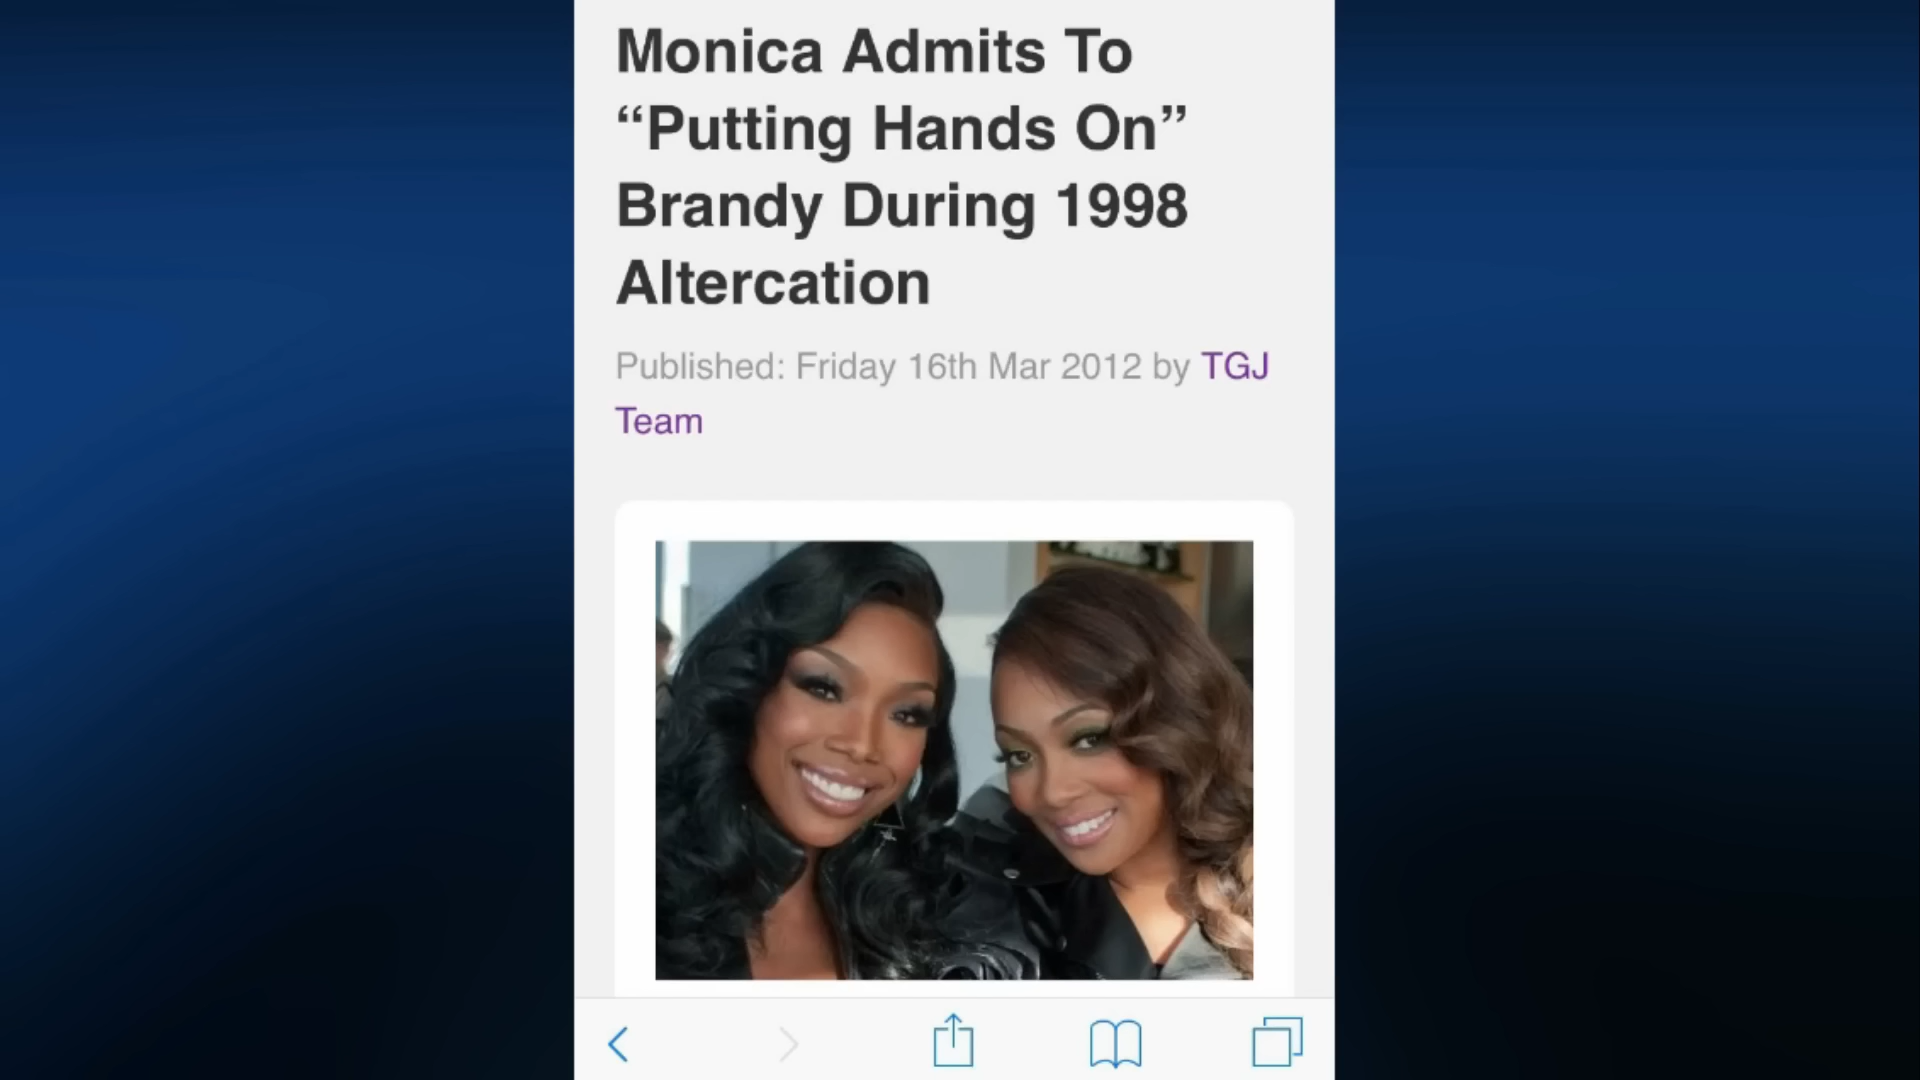 Monica Admits To
“Putting Hands On”
Brandy During 1998
Altercation
Published: Friday 16th Mar 2012 by TGJ
Team